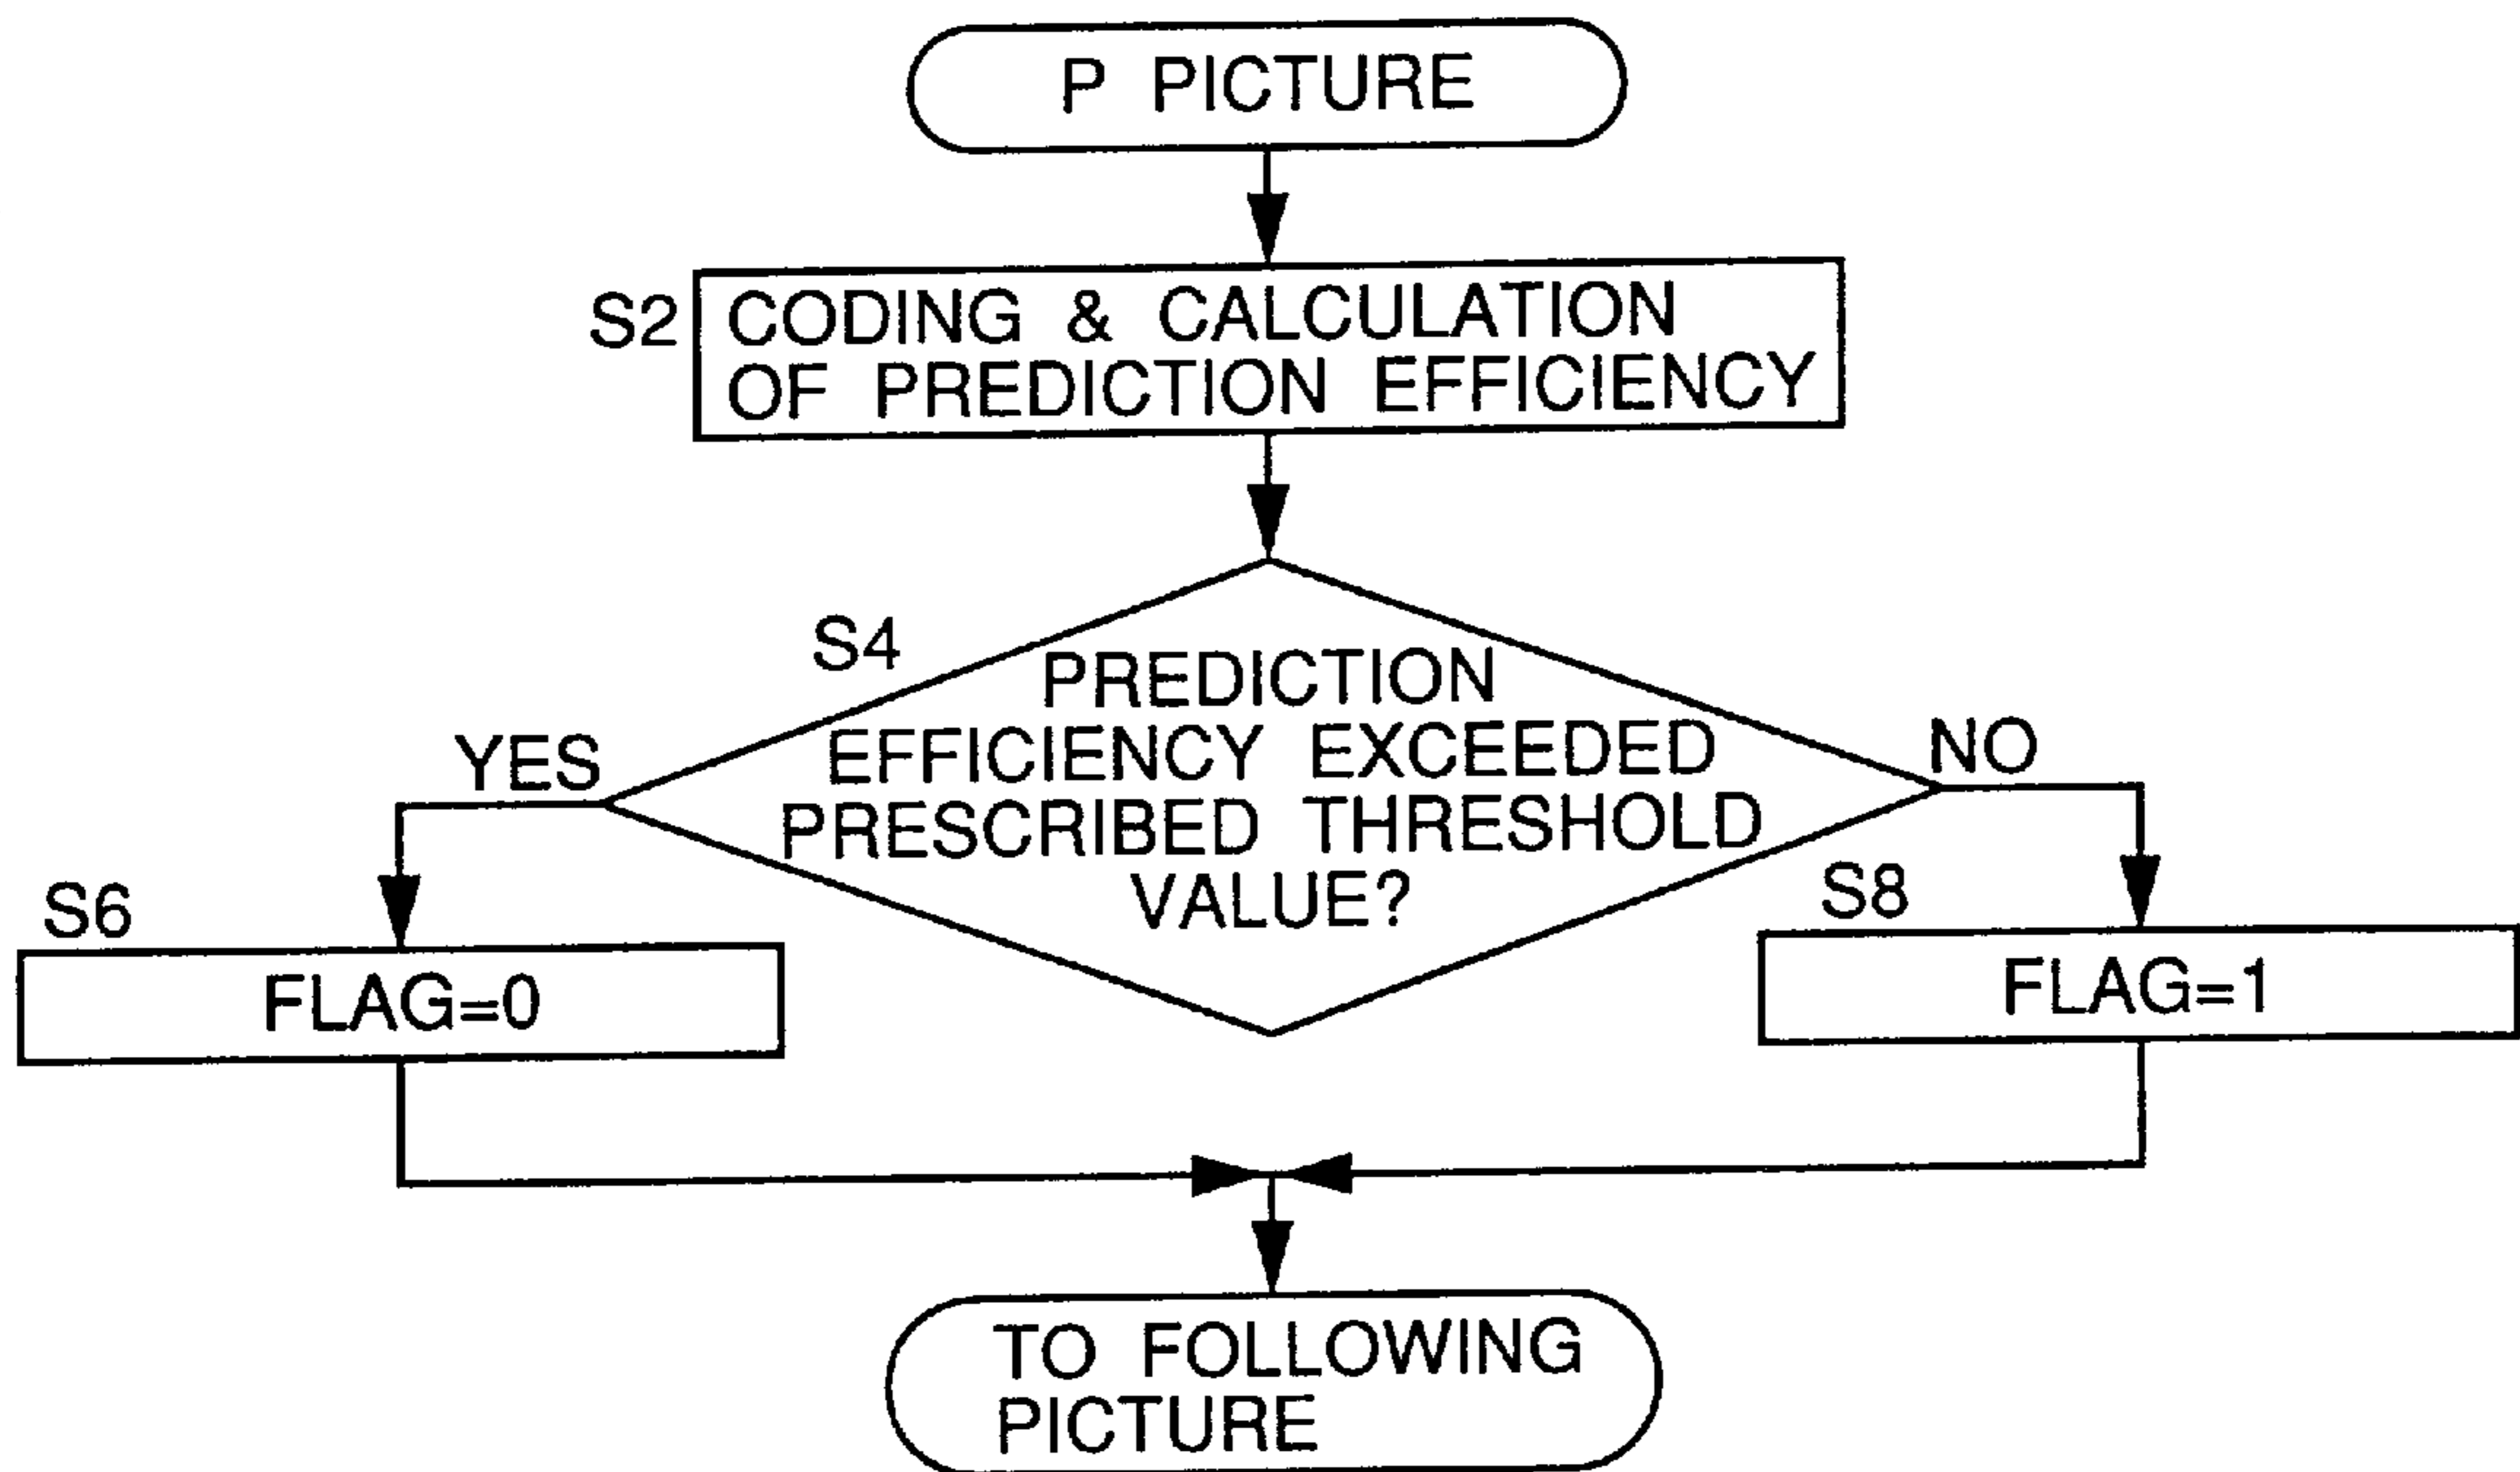 P PICTURE
S2
CODING & CALCULATION
OF PREDICTION EFFICIENCY
S4
PREDICTION
EFFICIENCY EXCEEDED
PRESCRIBED THRESHOLD
VALUE?
YES
NO
S6
FLAG=0
S8
FLAG=1
TO FOLLOWING
PICTURE